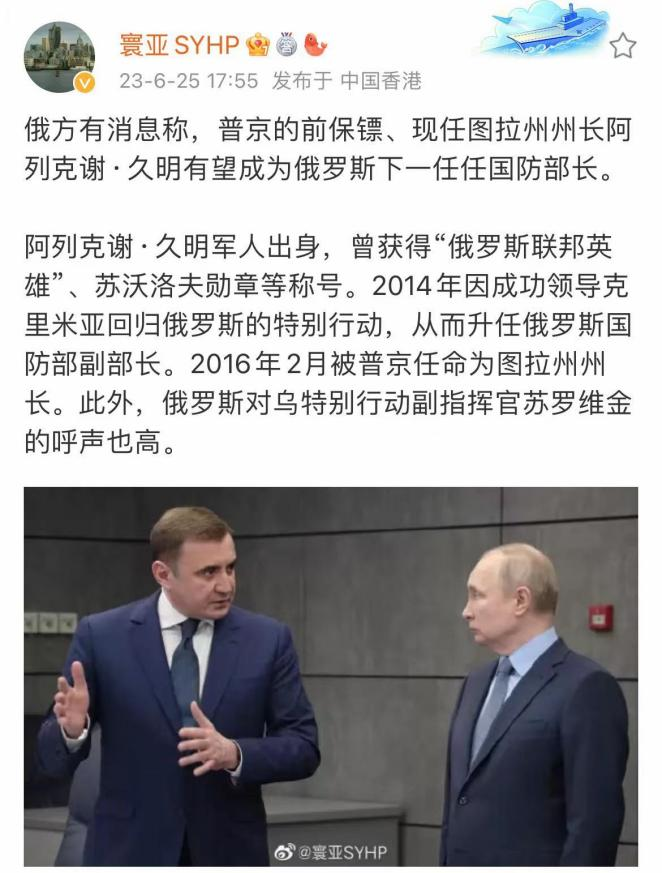 寰亚SYHP
23-6-25 17:55 发布于 中国香港
俄方有消息称，普京的前保镖、现任图拉州州长阿
列克谢·久明有望成为俄罗斯下一任任国防部长。
阿列克谢·久明军人出身，曾获得“俄罗斯联邦英
雄”、苏沃洛夫勋章等称号。2014年因成功领导克
里米亚回归俄罗斯的特别行动，从而升任俄罗斯国
防部副部长。2016年2月被普京任命为图拉州州
长。此外，俄罗斯对乌特别行动副指挥官苏罗维金
的呼声也高。
@寰亚SYHP